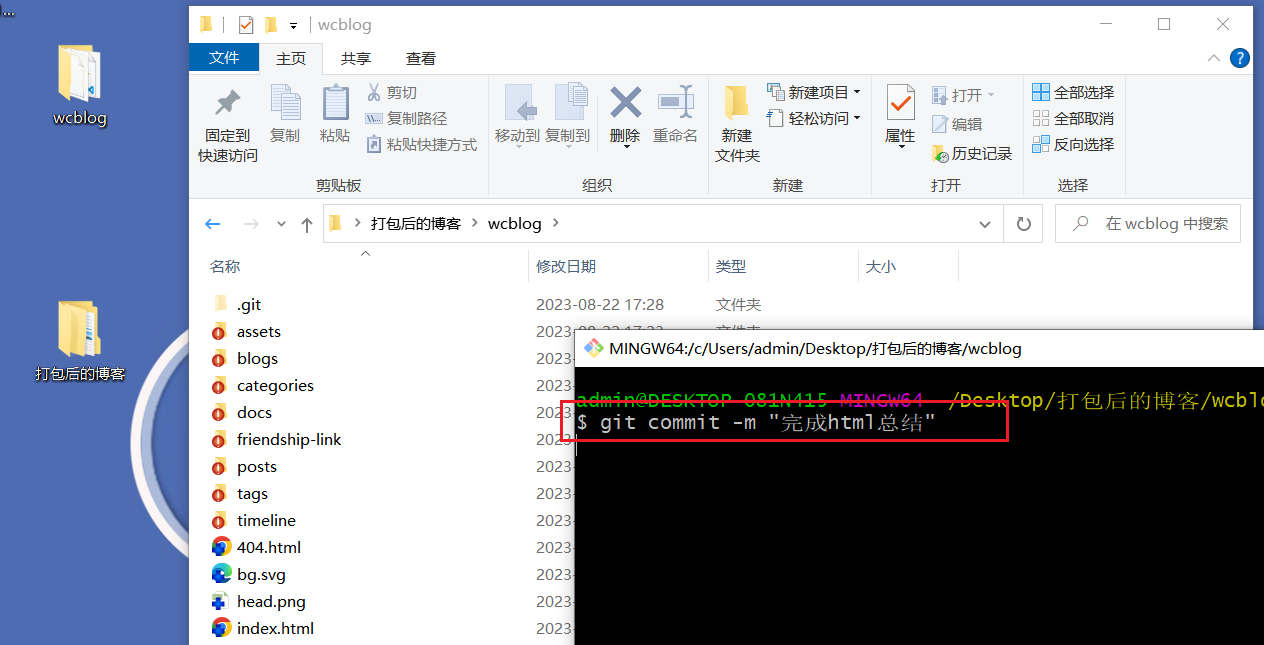 ...
wcblog
打包后的博客
wcblog
文件 主页 共享 查看
固定到
快速访问
复制
粘贴
剪切
复制路径
粘贴快捷方式
剪贴板
移动到 复制到 删除 重命名
组织
新建
文件夹
新建项目
轻松访问
新建
属性
打开
编辑
历史记录
打开
全部选择
全部取消
反向选择
选择
打包后的博客 wcblog
在 wcblog 中搜索
名称 修改日期 类型 大小
.git 2023-08-22 17:28 文件夹
assets
blogs 2023-
categories 2023-
docs 2023-
friendship-link 2023-
posts 2023-
tags 2023-
timeline 2023-
404.html 2023-
bg.svg 2023-
head.png 2023-
index.html 2023-
MINGW64:/c/Users/admin/Desktop/打包后的博客/wcblog
admin@DESKTOP-081N415 MINGW64 ~/Desktop/打包后的博客/wcblo
$ git commit -m "完成html总结"